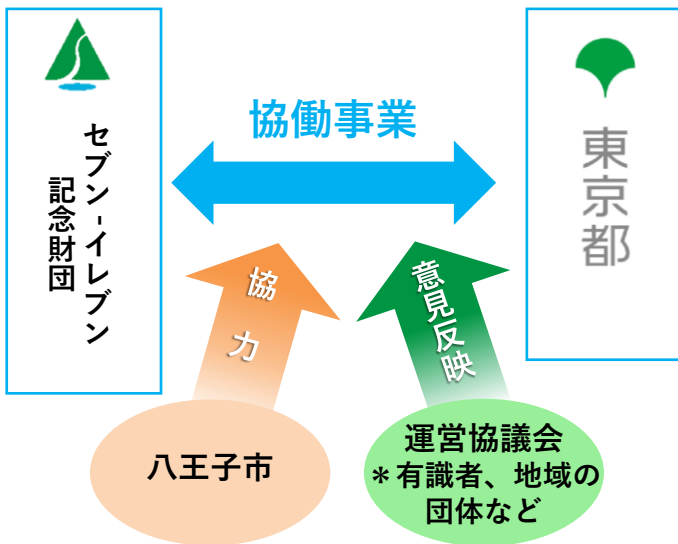 協働事業
セブン-イレブン
記念財団
東京都
協力
意見反映
八王子市
運営協議会
＊有識者、地域の
団体など